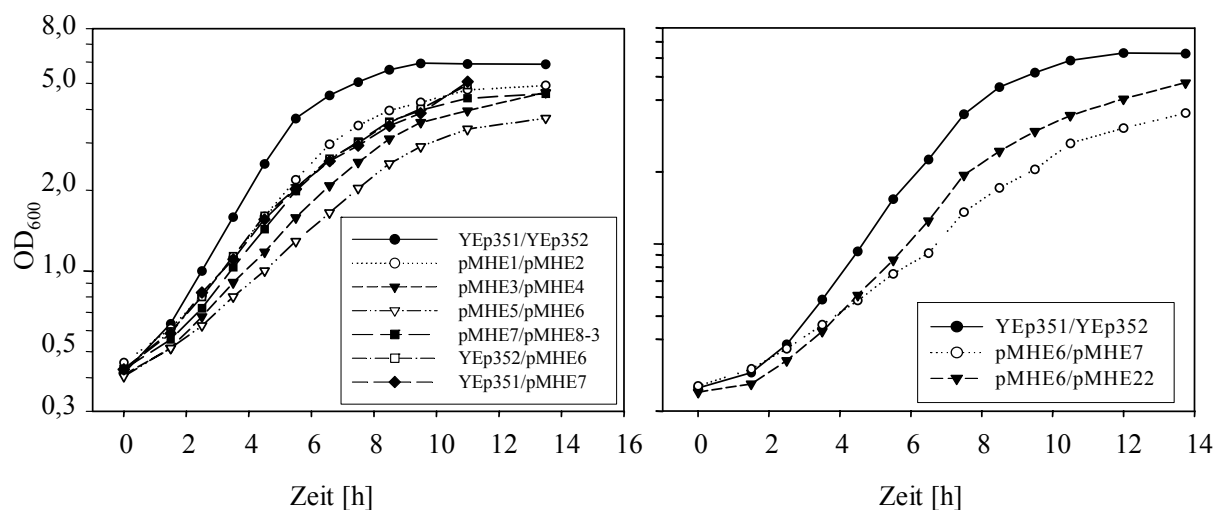 8,0
5,0
2,0
1,0
0,5
0,3
OD600
YEp351/YEp352
pMHE1/pMHE2
pMHE3/pMHE4
pMHE5/pMHE6
pMHE7/pMHE8-3
YEp352/pMHE6
YEp351/pMHE7
0 2 4 6 8 10 12 14 16
Zeit [h]
YEp351/YEp352
pMHE6/pMHE7
pMHE6/pMHE22
0 2 4 6 8 10 12 14
Zeit [h]